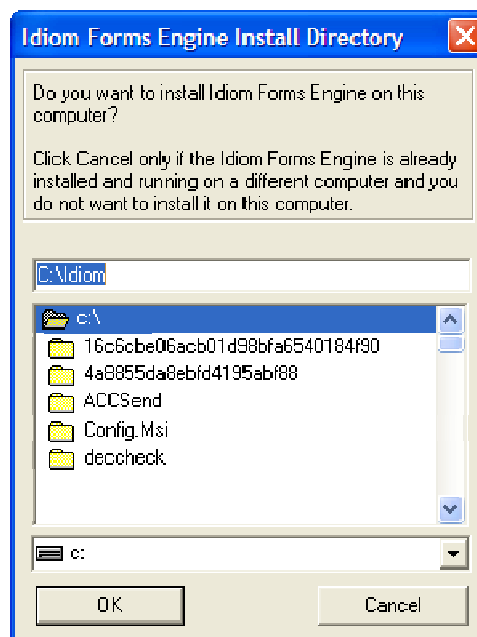 Idiom Forms Engine Install Directory
Do you want to install Idiom Forms Engine on this
computer?
Click Cancel only if the Idiom Forms Engine is already
installed and running on a different computer and you
do not want to install it on this computer.
C:\Idiom
c:\
16c6cbe06acb01d98bfa6540184f90
4a8855da8ebfd4195abf88
ACCSend
Config.Msi
deccheck
c:
OK
Cancel